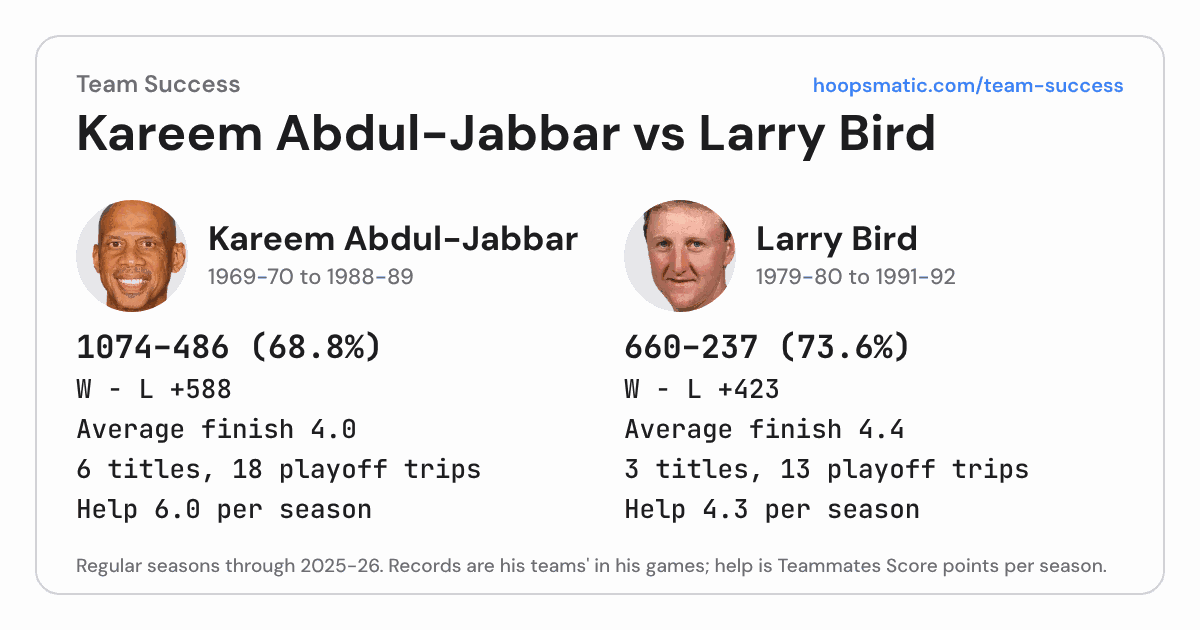 Team Success
hoopsmatic.com/team-success
Kareem Abdul-Jabbar vs Larry Bird
Kareem Abdul-Jabbar
1969-70 to 1988-89
1074-486 (68.8%)
W - L +588
Average finish 4.0
6 titles, 18 playoff trips
Help 6.0 per season
Larry Bird
1979-80 to 1991-92
660-237 (73.6%)
W - L +423
Average finish 4.4
3 titles, 13 playoff trips
Help 4.3 per season
Regular seasons through 2025-26. Records are his teams' in his games; help is Teammates Score points per season.